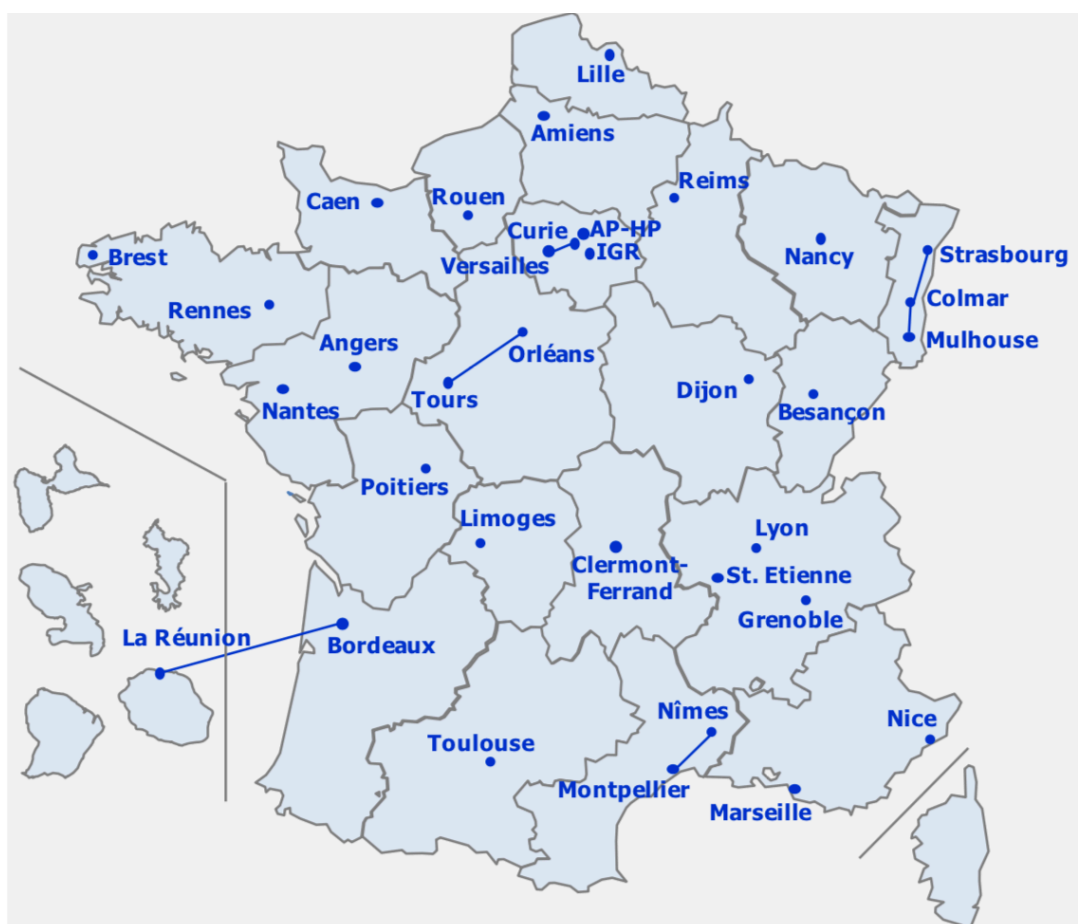 Lille
Amiens
Reims
Caen
Rouen
Curie
AP-HP
IGR
Versailles
Nancy
Strasbourg
Brest
Colmar
Rennes
Mulhouse
Angers
Orléans
Nantes
Tours
Dijon
Besançon
Poitiers
Limoges
Lyon
Clermont-
Ferrand
St. Etienne
Grenoble
La Réunion
Bordeaux
Nîmes
Nice
Toulouse
Montpellier
Marseille